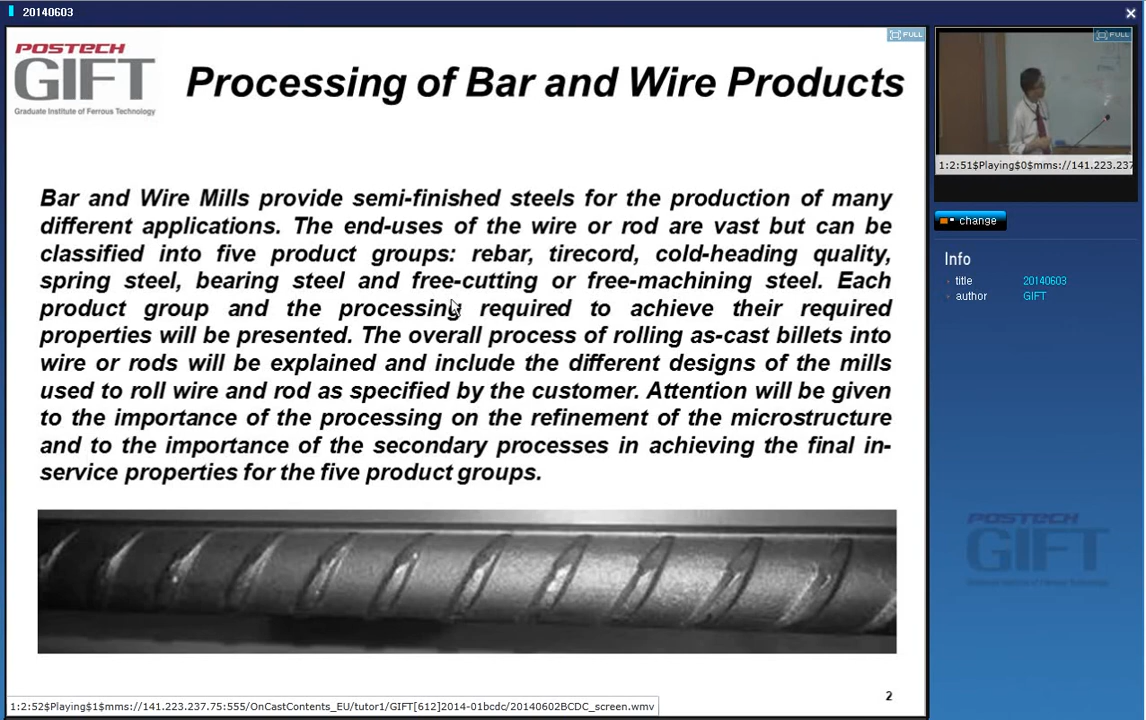 20140603
FULL
FULL
POSTECH
GIFT
Graduate Institute of Ferrous Technology
Processing of Bar and Wire Products
1:2:51$Playing$0$mms://141.223.237
change
Info
title 20140603
author GIFT
Bar and Wire Mills provide semi-finished steels for the production of many
different applications. The end-uses of the wire or rod are vast but can be
classified into five product groups: rebar, tirecord, cold-heading quality,
spring steel, bearing steel and free-cutting or free-machining steel. Each
product group and the processing required to achieve their required
properties will be presented. The overall process of rolling as-cast billets into
wire or rods will be explained and include the different designs of the mills
used to roll wire and rod as specified by the customer. Attention will be given
to the importance of the processing on the refinement of the microstructure
and to the importance of the secondary processes in achieving the final in-
service properties for the five product groups.
POSTECH
GIFT
2
1:2:52$Playing$1$mms://141.223.237.75:555/OnCastContents_EU/tutor1/GIFT[612]2014-01bcdc/20140602BCDC_screen.wmv